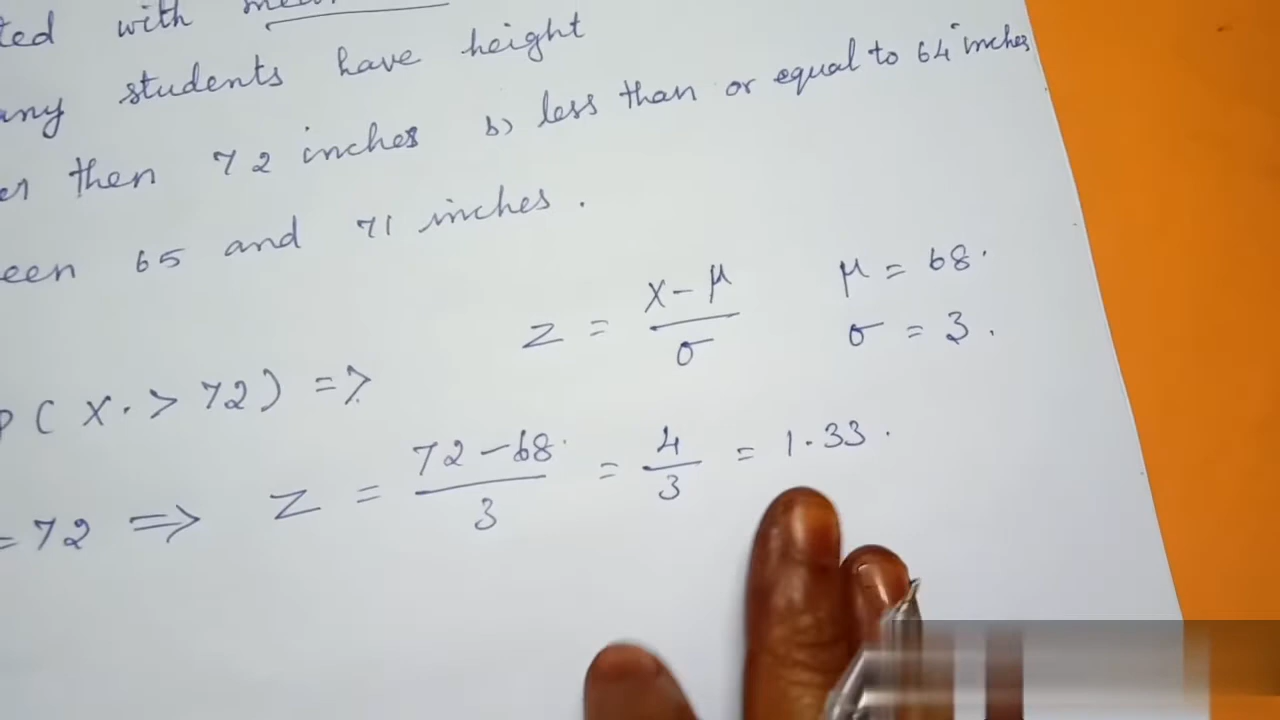 ted with
any students have height
er then 72 inches b) less than or equal to 64 inches
een 65 and 71 inches.
z = x - μ / σ μ = 68.
σ = 3.
P( X. > 72) =>
= 72 => Z = 72 - 68 / 3 = 4 / 3 = 1.33.